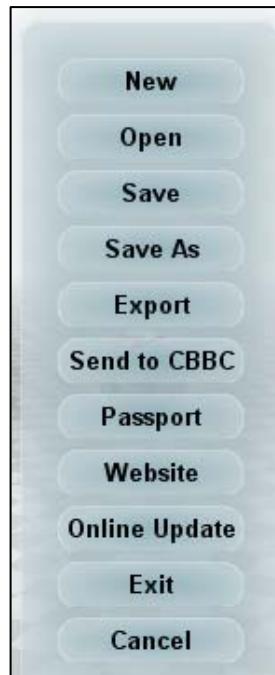 New
Open
Save
Save As
Export
Send to CBBC
Passport
Website
Online Update
Exit
Cancel